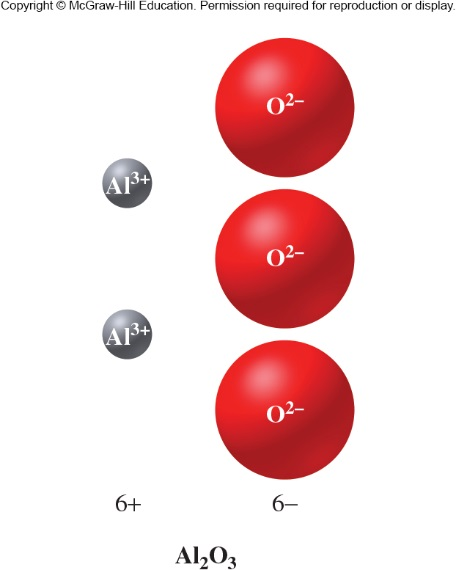 Copyright © McGraw-Hill Education. Permission required for reproduction or display.
O²⁻
Al³⁺
O²⁻
Al³⁺
O²⁻
6+ 6−
Al₂O₃